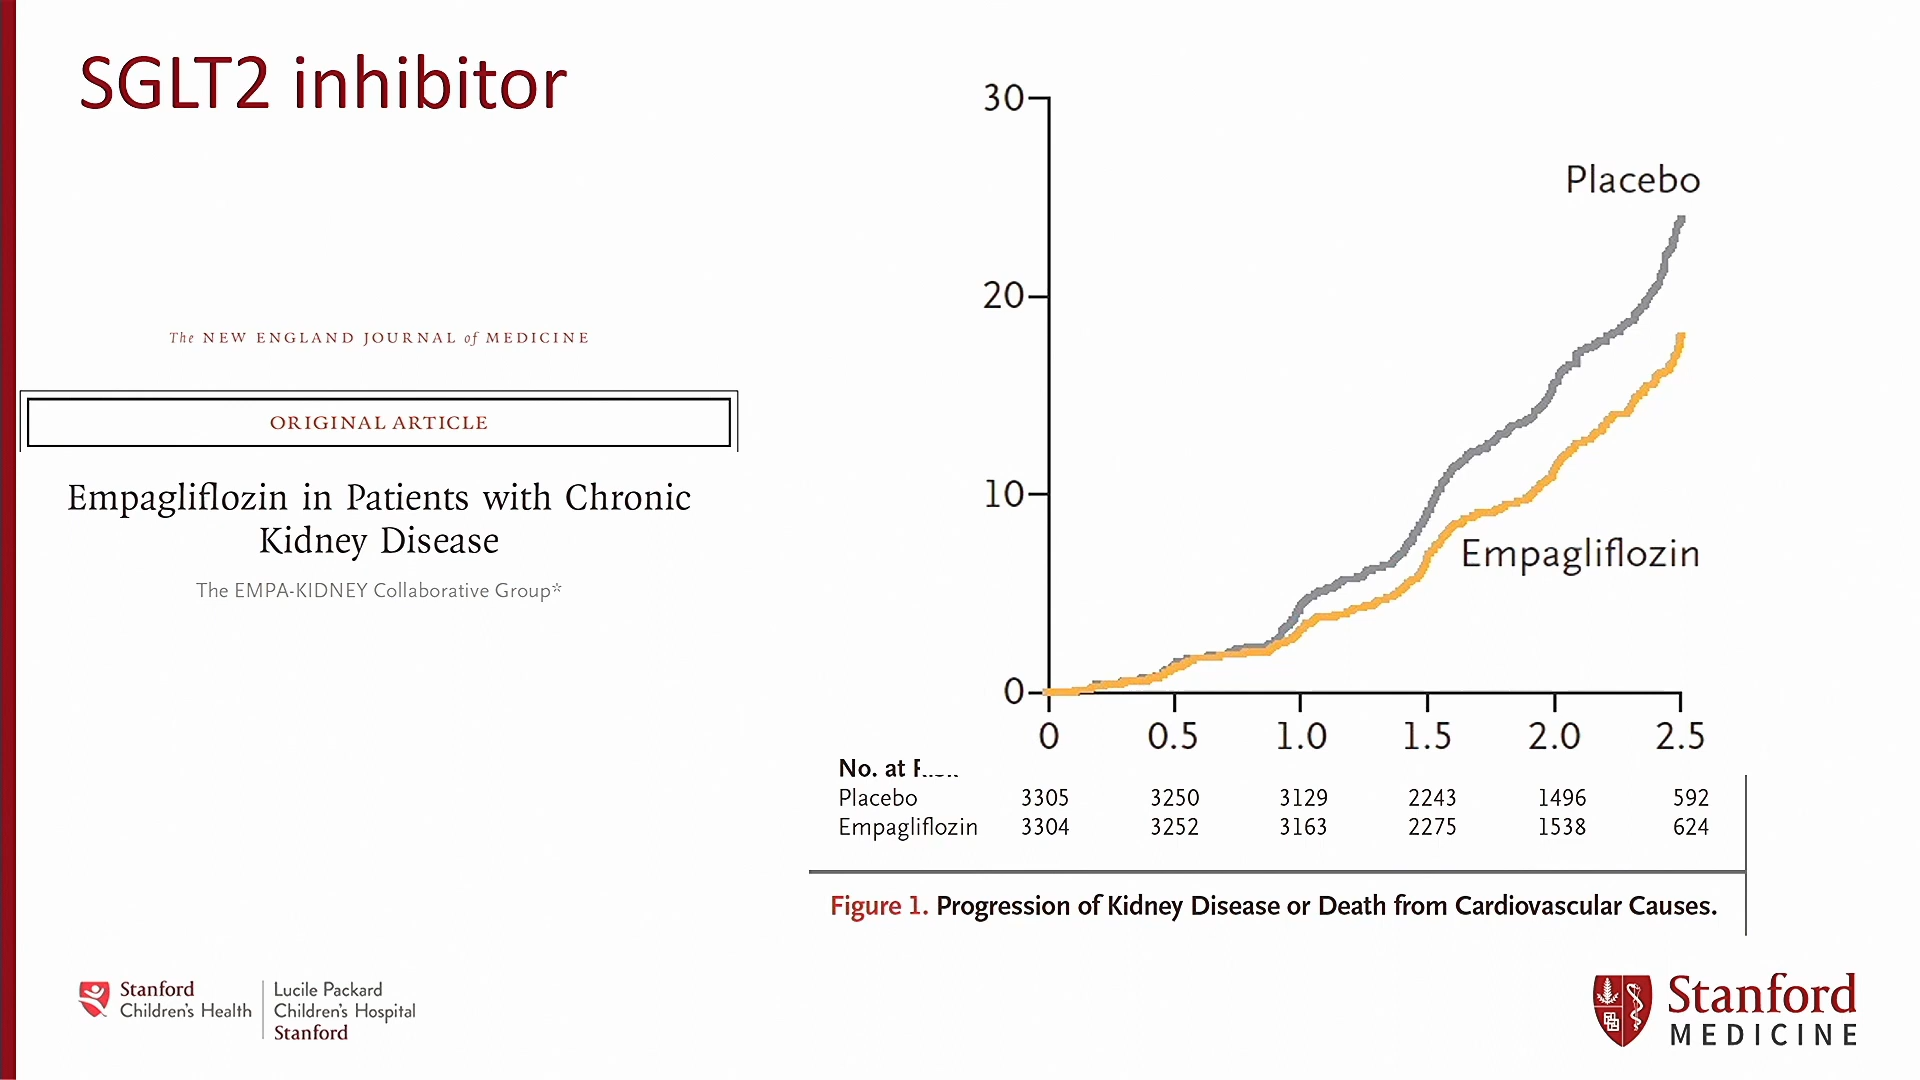 SGLT2 inhibitor
The NEW ENGLAND JOURNAL of MEDICINE
ORIGINAL ARTICLE
Empagliflozin in Patients with Chronic
Kidney Disease
The EMPA-KIDNEY Collaborative Group*
30
20
10
0
Placebo
Empagliflozin
0 0.5 1.0 1.5 2.0 2.5
No. at
Placebo 3305 3250 3129 2243 1496 592
Empagliflozin 3304 3252 3163 2275 1538 624
Figure 1. Progression of Kidney Disease or Death from Cardiovascular Causes.
Stanford
Children's Health
Lucile Packard
Children's Hospital
Stanford
Stanford
MEDICINE